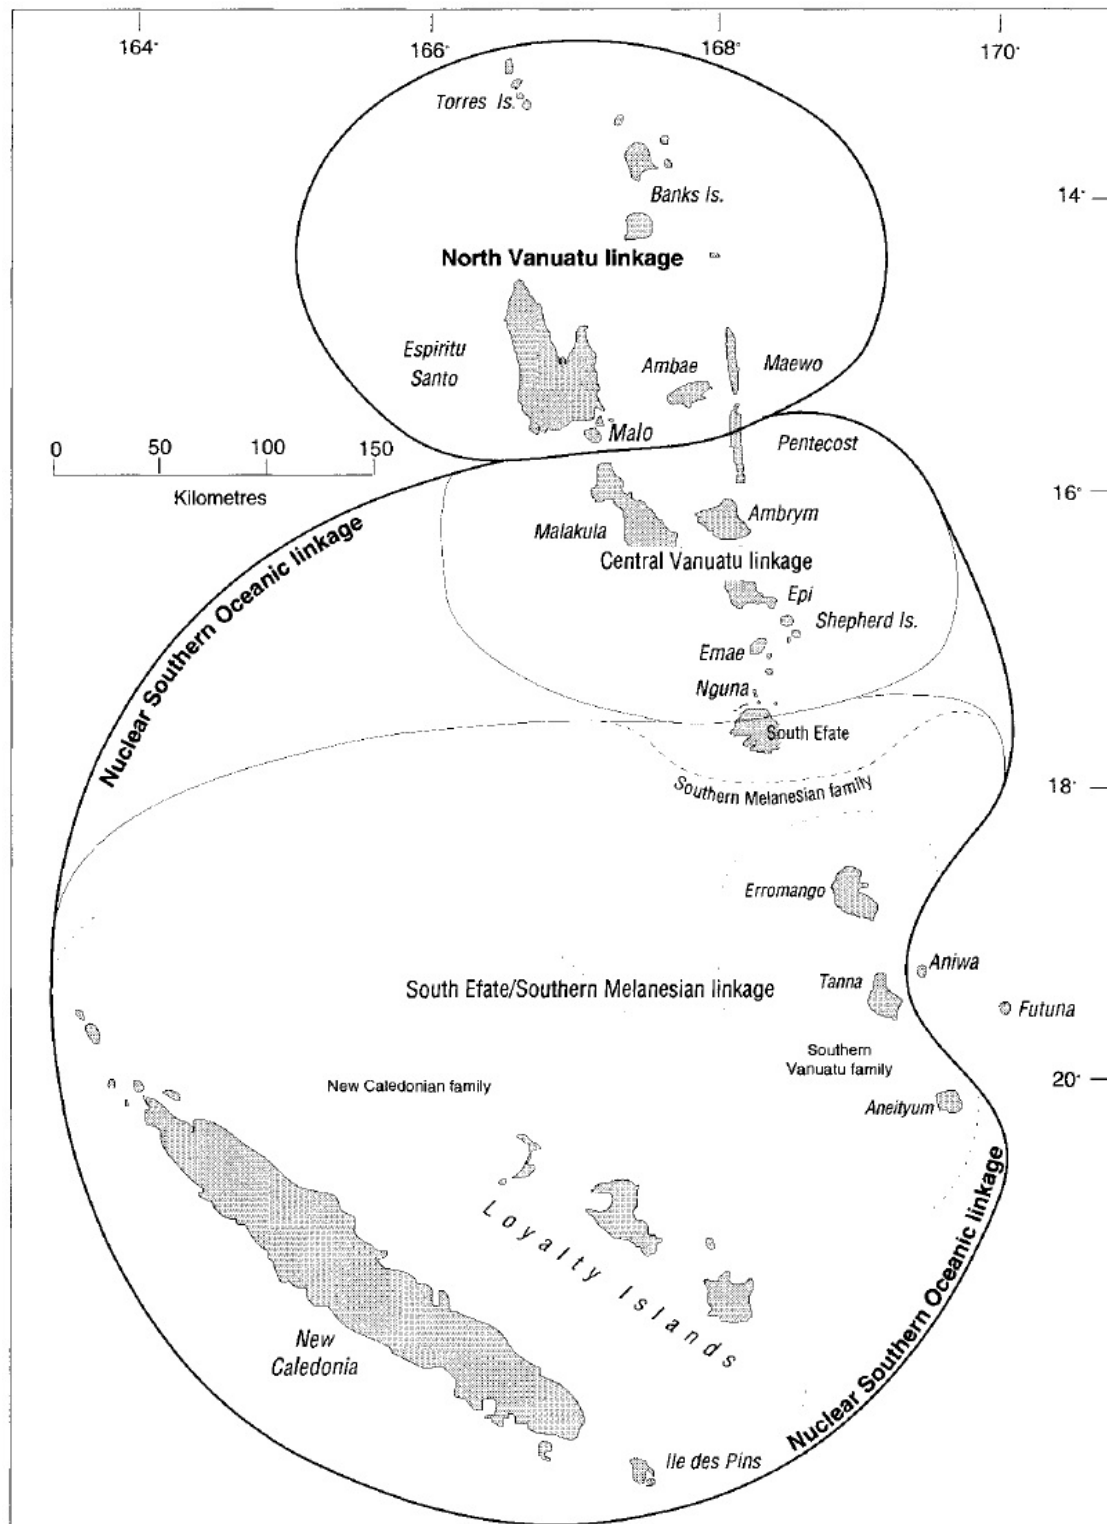 164°
166°
168°
170°
Torres Is.
Banks Is.
14°
North Vanuatu linkage
Espiritu
Santo
Ambae
Maewo
Malo
Pentecost
0 50 100 150
Kilometres
16°
Malakula
Ambrym
Central Vanuatu linkage
Epi
Shepherd Is.
Emae
Nguna
South Efate
Nuclear Southern Oceanic linkage
Southern Melanesian family
18°
Erromango
Aniwa
Tanna
South Efate/Southern Melanesian linkage
Futuna
Southern
Vanuatu family
New Caledonian family
20°
Aneityum
Loyalty Islands
New
Caledonia
Nuclear Southern Oceanic linkage
Ile des Pins